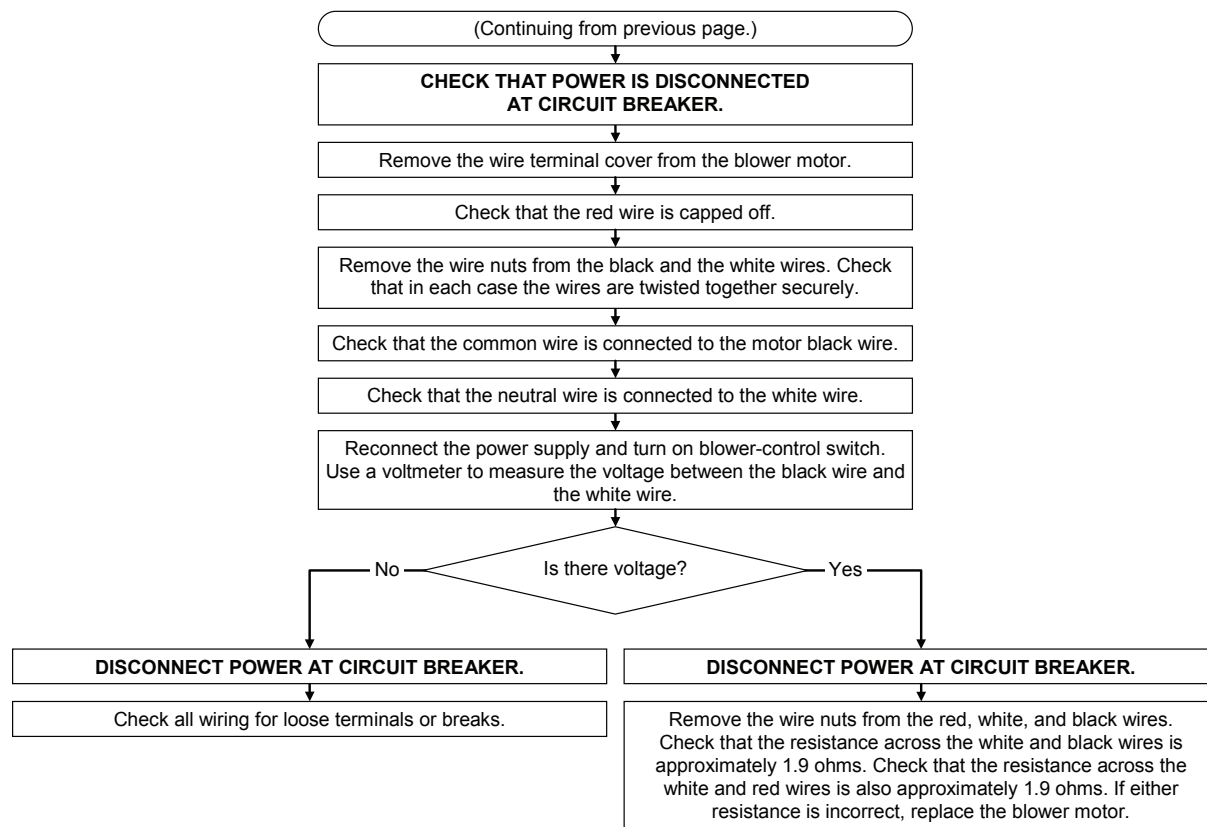 (Continuing from previous page.)
CHECK THAT POWER IS DISCONNECTED
AT CIRCUIT BREAKER.
Remove the wire terminal cover from the blower motor.
Check that the red wire is capped off.
Remove the wire nuts from the black and the white wires. Check
that in each case the wires are twisted together securely.
Check that the common wire is connected to the motor black wire.
Check that the neutral wire is connected to the white wire.
Reconnect the power supply and turn on blower-control switch.
Use a voltmeter to measure the voltage between the black wire and
the white wire.
Is there voltage?
No
Yes
DISCONNECT POWER AT CIRCUIT BREAKER.
Check all wiring for loose terminals or breaks.
DISCONNECT POWER AT CIRCUIT BREAKER.
Remove the wire nuts from the red, white, and black wires.
Check that the resistance across the white and black wires is
approximately 1.9 ohms. Check that the resistance across the
white and red wires is also approximately 1.9 ohms. If either
resistance is incorrect, replace the blower motor.